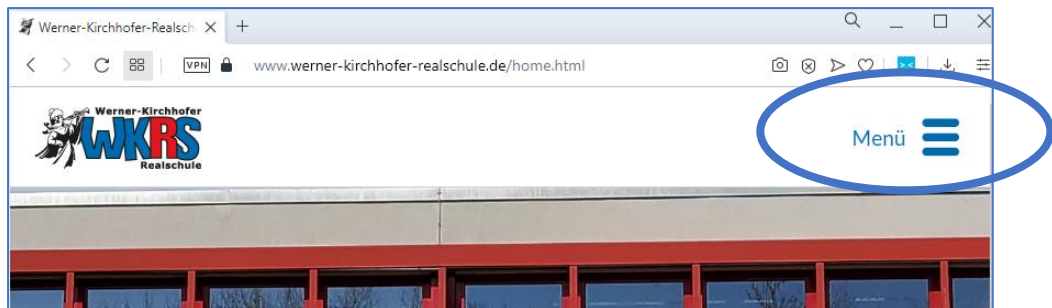 Werner-Kirchhofer-Realsch
VPN
www.werner-kirchhofer-realschule.de/home.html
Werner-Kirchhofer
WKRS
Realschule
Menü